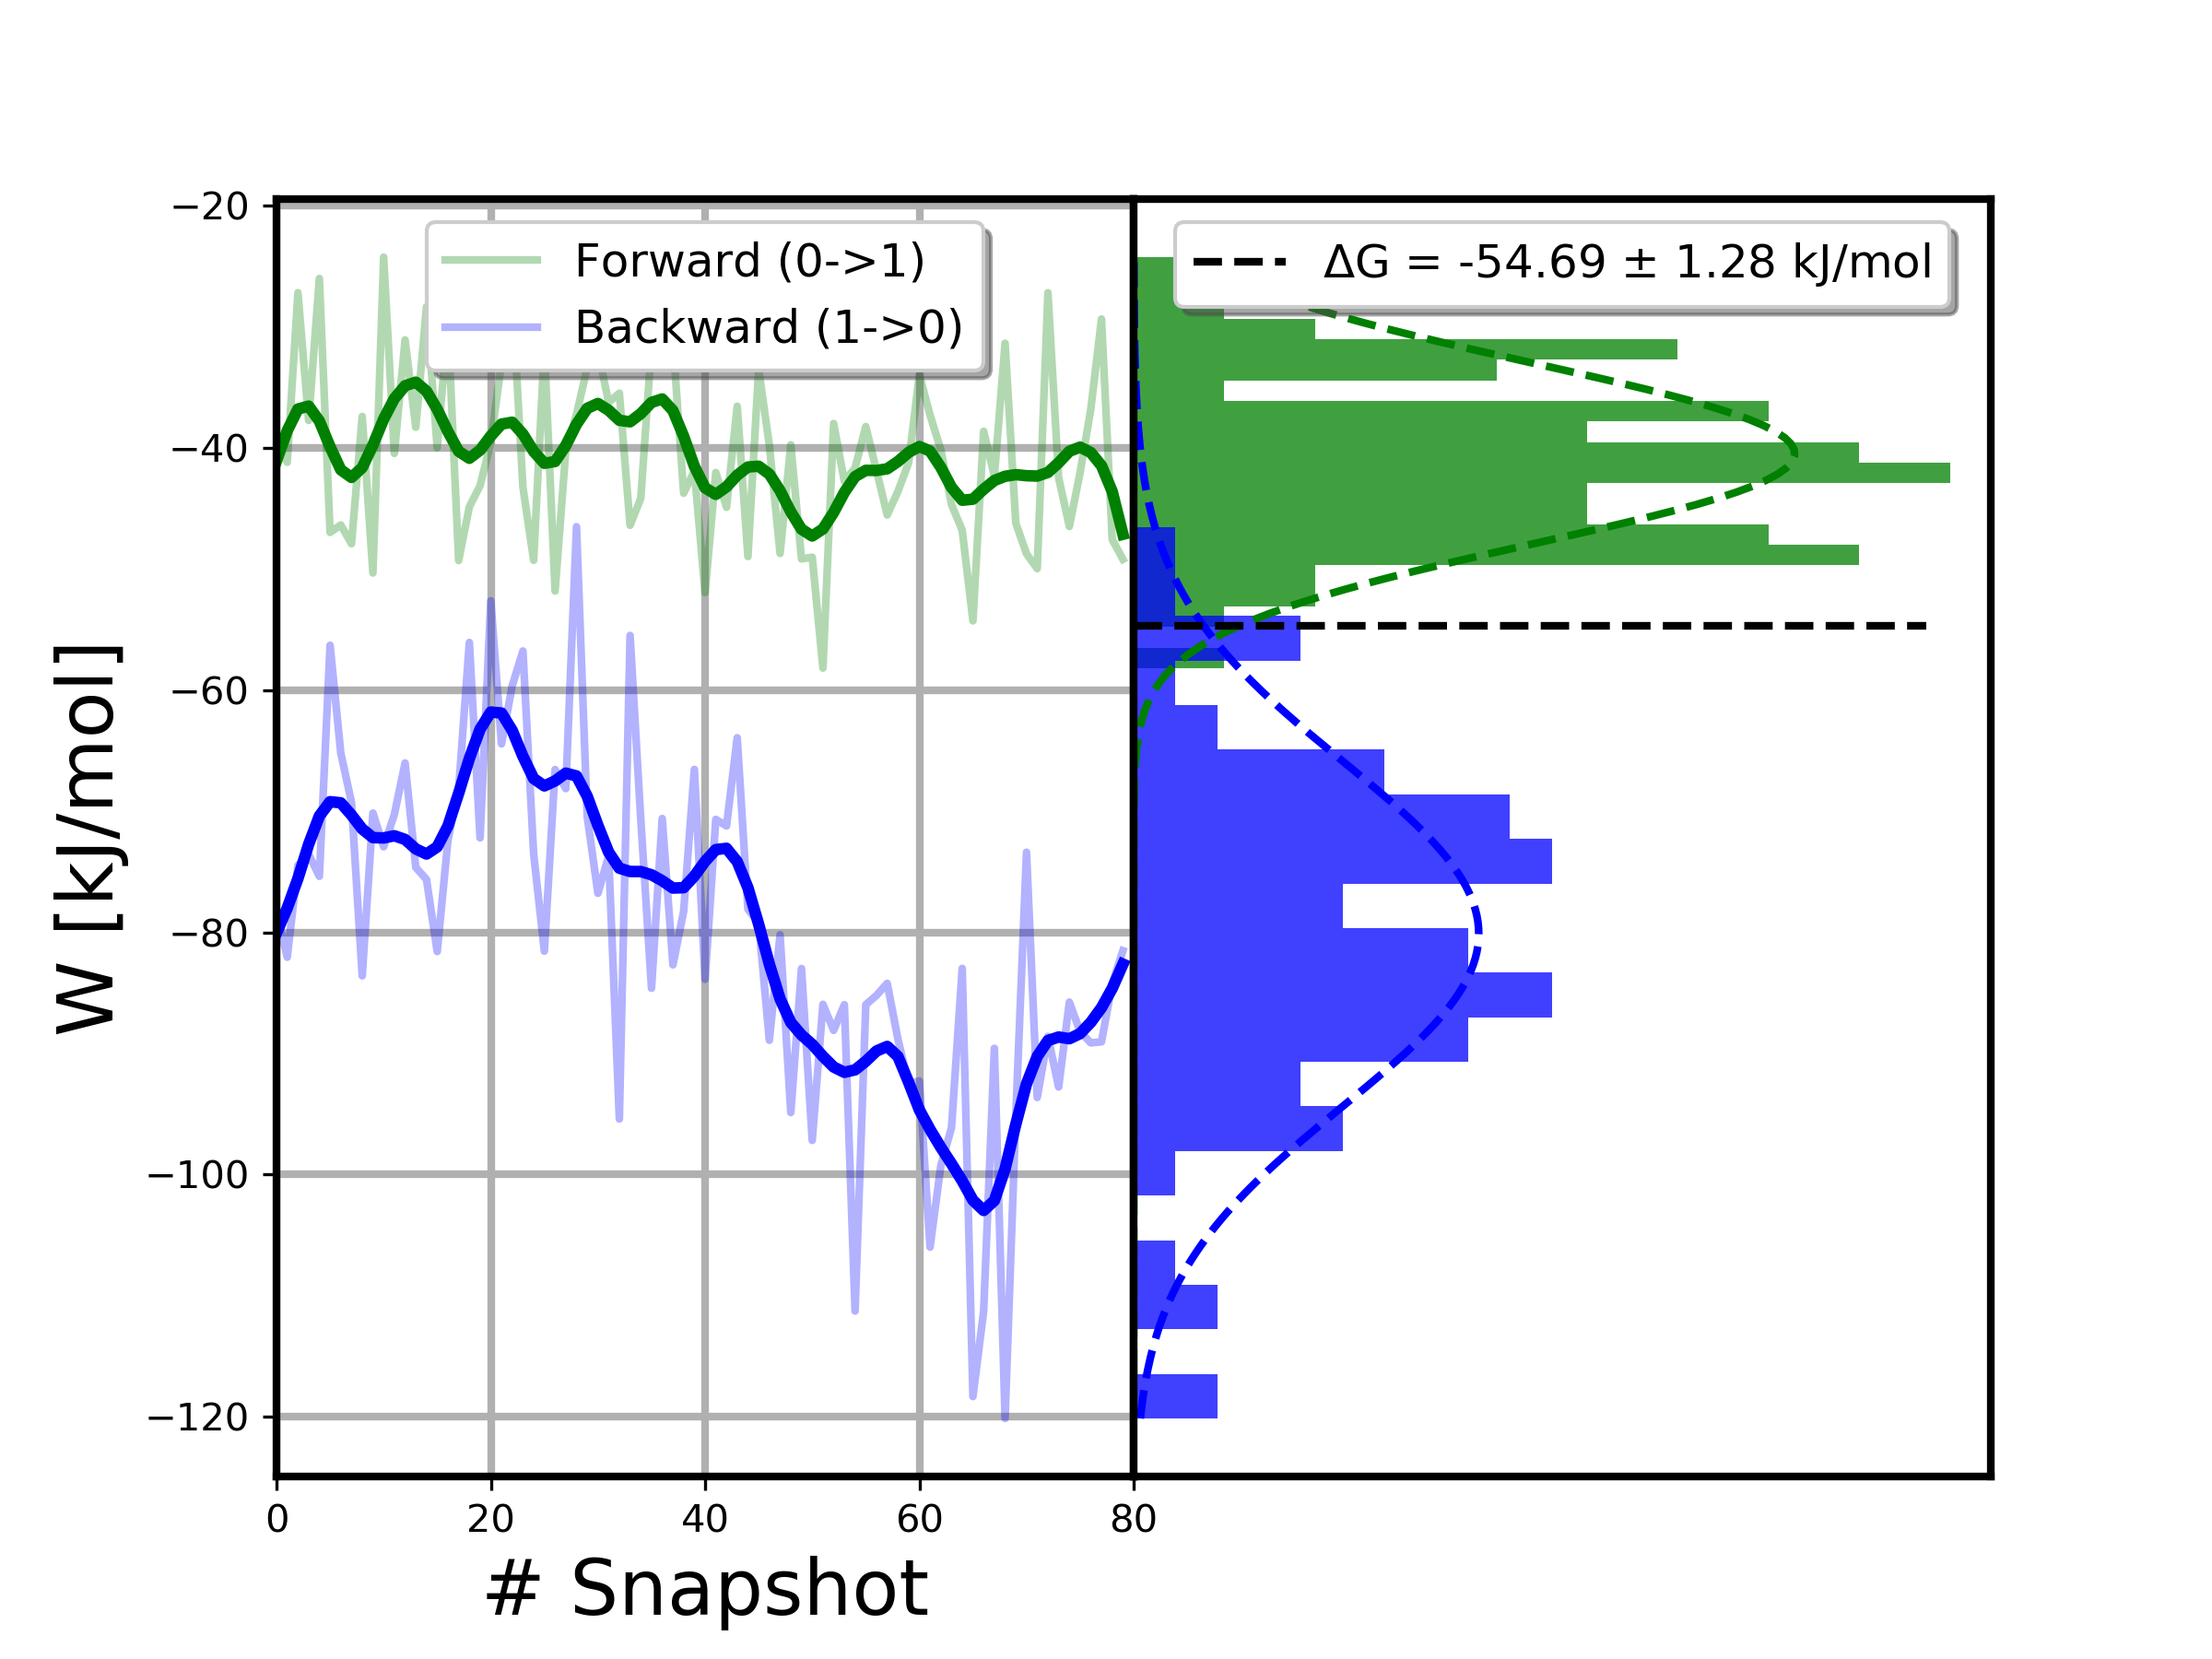 Forward (0->1)
Backward (1->0)
ΔG = -54.69 ± 1.28 kJ/mol
−20
−40
−60
−80
−100
−120
W [kJ/mol]
0 20 40 60 80
# Snapshot